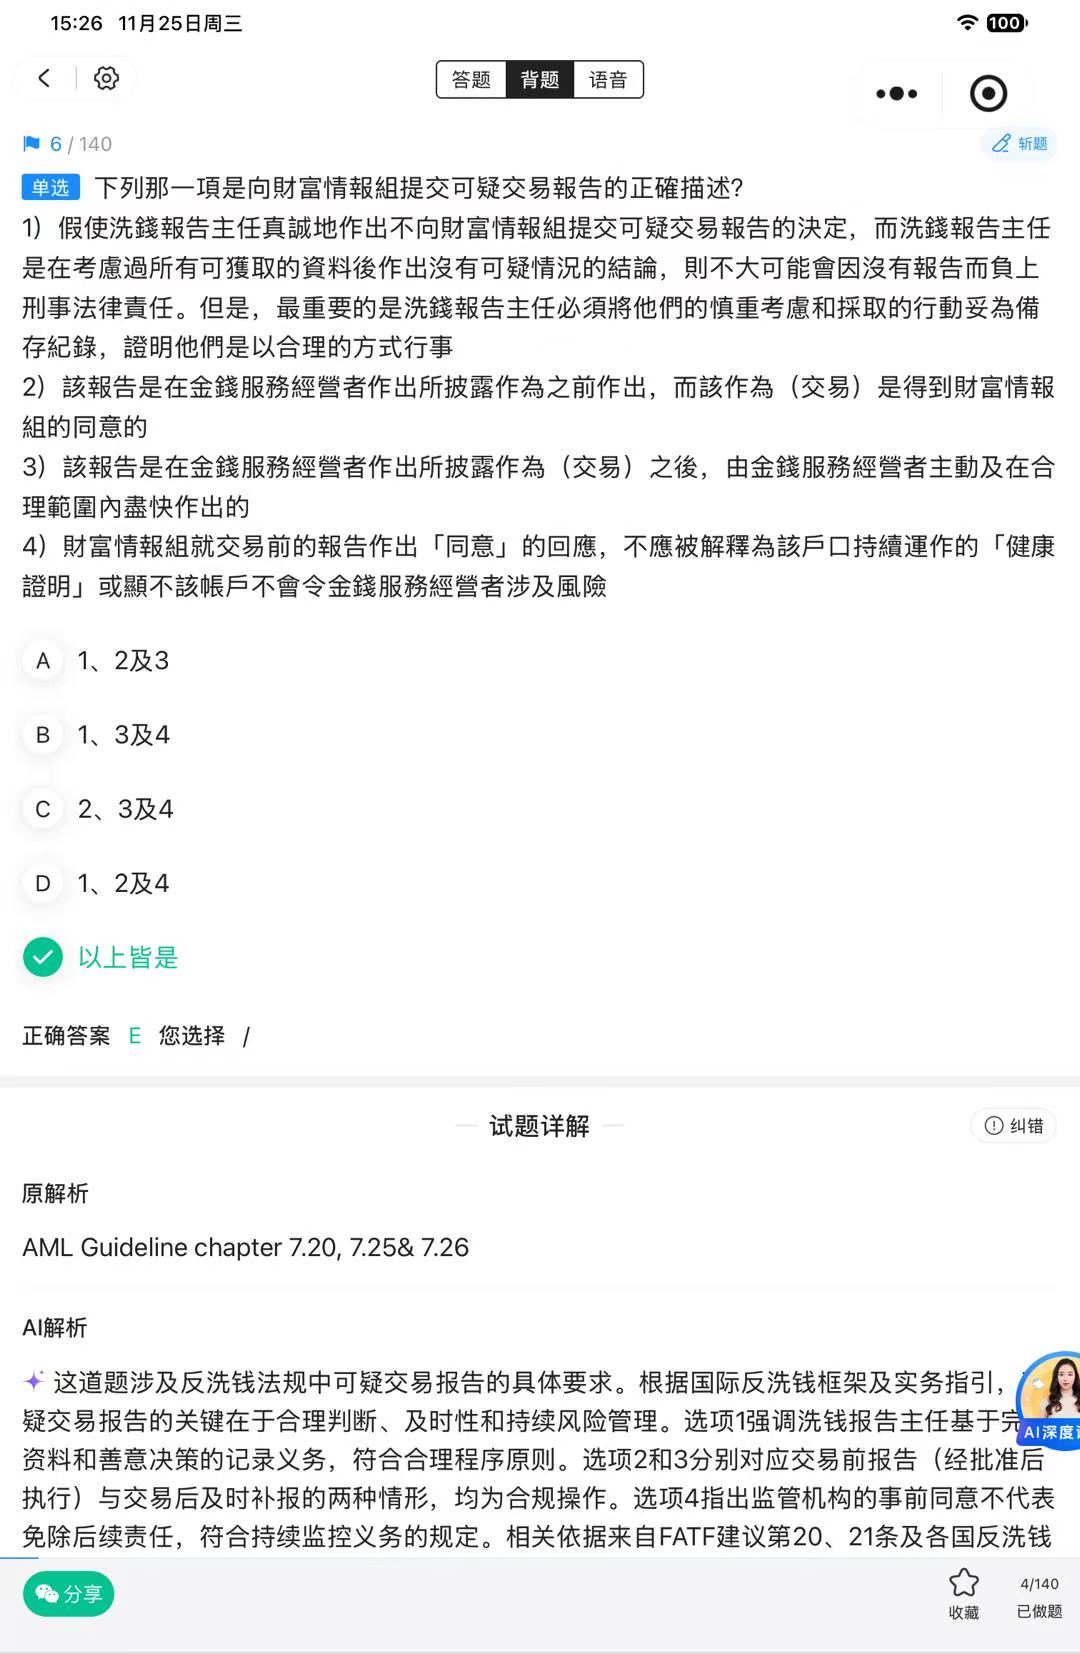 15:26 11月25日周三
100
答题 背题 语音
6 / 140
斩题
单选 下列那一項是向財富情報組提交可疑交易報告的正確描述?
1）假使洗錢報告主任真誠地作出不向財富情報組提交可疑交易報告的決定，而洗錢報告主任
是在考慮過所有可獲取的資料後作出沒有可疑情況的結論，則不大可能會因沒有報告而負上
刑事法律責任。但是，最重要的是洗錢報告主任必須將他們的慎重考慮和採取的行動妥為備
存紀錄，證明他們是以合理的方式行事
2）該報告是在金錢服務經營者作出所披露作為之前作出，而該作為（交易）是得到財富情報
組的同意的
3）該報告是在金錢服務經營者作出所披露作為（交易）之後，由金錢服務經營者主動及在合
理範圍內盡快作出的
4）財富情報組就交易前的報告作出「同意」的回應，不應被解釋為該戶口持續運作的「健康
證明」或顯不該帳戶不會令金錢服務經營者涉及風險
A 1、2及3
B 1、3及4
C 2、3及4
D 1、2及4
以上皆是
正确答案 E 您选择 /
试题详解
纠错
原解析
AML Guideline chapter 7.20, 7.25& 7.26
AI解析
这道题涉及反洗钱法规中可疑交易报告的具体要求。根据国际反洗钱框架及实务指引，
疑交易报告的关键在于合理判断、及时性和持续风险管理。选项1强调洗钱报告主任基于完
资料和善意决策的记录义务，符合合理程序原则。选项2和3分别对应交易前报告（经批准后
执行）与交易后及时补报的两种情形，均为合规操作。选项4指出监管机构的事前同意不代表
免除后续责任，符合持续监控义务的规定。相关依据来自FATF建议第20、21条及各国反洗钱
AI深度
分享
收藏
4/140
已做题